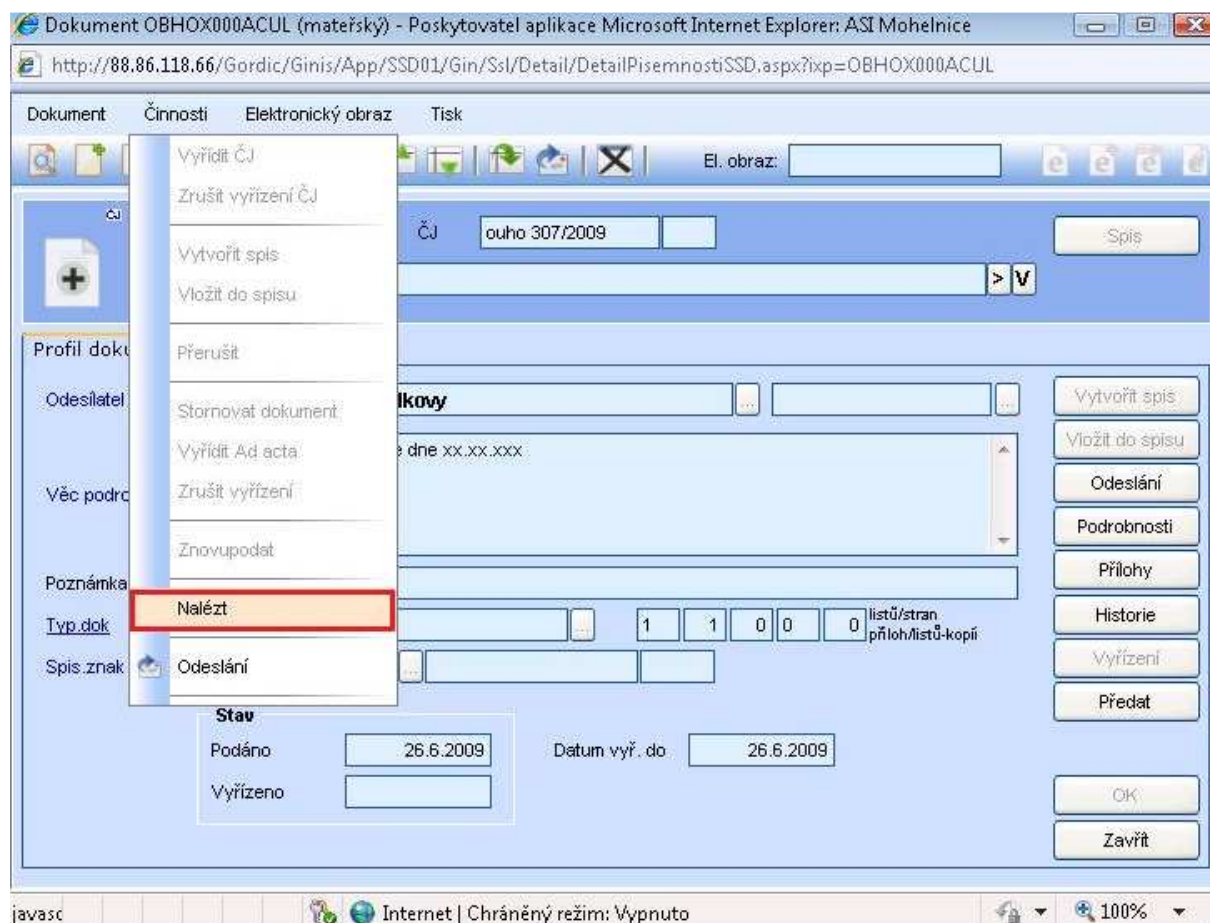 Dokument OBHOX000ACUL (mateřský) - Poskytovatel aplikace Microsoft Internet Explorer: ASI Mohelnice
http://88.86.118.66/Gordic/Ginis/App/SSD01/Gin/Ssl/Detail/DetailPisemnostiSSD.aspx?ixp=OBHOX000ACUL
Dokument Činnosti Elektronický obraz Tisk
El. obraz:
Vyřídit ČJ
Zrušit vyřízení ČJ
Vytvořit spis
Vložit do spisu
Přerušit
Stornovat dokument
Vyřídit Ad acta
Zrušit vyřízení
Znovupodat
Nalézt
Odeslání
ČJ
ČJ ouho 307/2009
Spis
> V
Profil doku
Odesílatel lkovy ... ...
Věc podro
e dne xx.xx.xxx
Poznámka
Typ.dok ... 1 1 0 0 0 listů/stran
příloh/listů-kopií
Spis.znak ...
Stav
Podáno 26.6.2009 Datum vyř. do 26.6.2009
Vyřízeno
Vytvořit spis
Vložit do spisu
Odeslání
Podrobnosti
Přílohy
Historie
Vyřízení
Předat
OK
Zavřít
javasc Internet | Chráněný režim: Vypnuto 100%